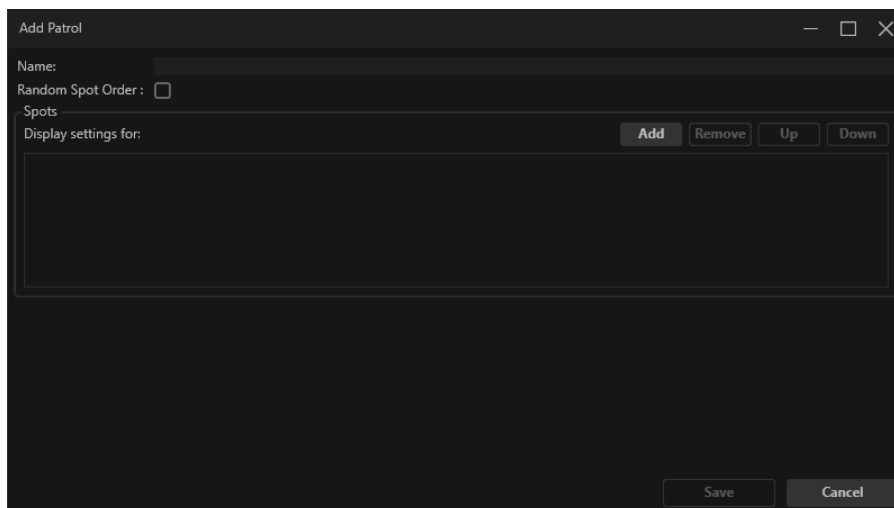 Add Patrol
Name:
Random Spot Order :
Spots
Display settings for:
Add Remove Up Down
Save Cancel